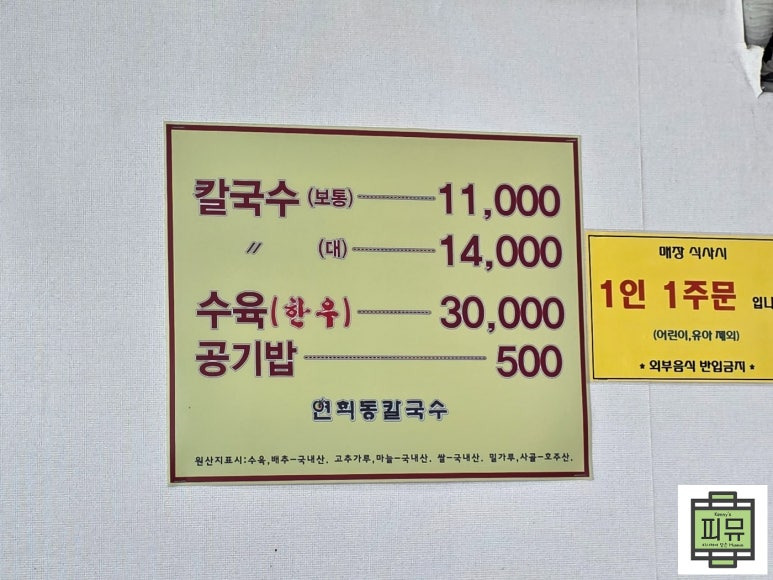 칼국수 (보통) 11,000
〃 (대) 14,000
수육(한우) 30,000
공기밥 500
연희동칼국수
원산지표시:수육,배추-국내산. 고추가루,마늘-국내산. 쌀-국내산. 밀가루,사골-호주산.
매장 식사시
1인 1주문 입니
(어린이,유아 제외)
* 외부음식 반입금지 *
Kenny's
피뮤
Museum